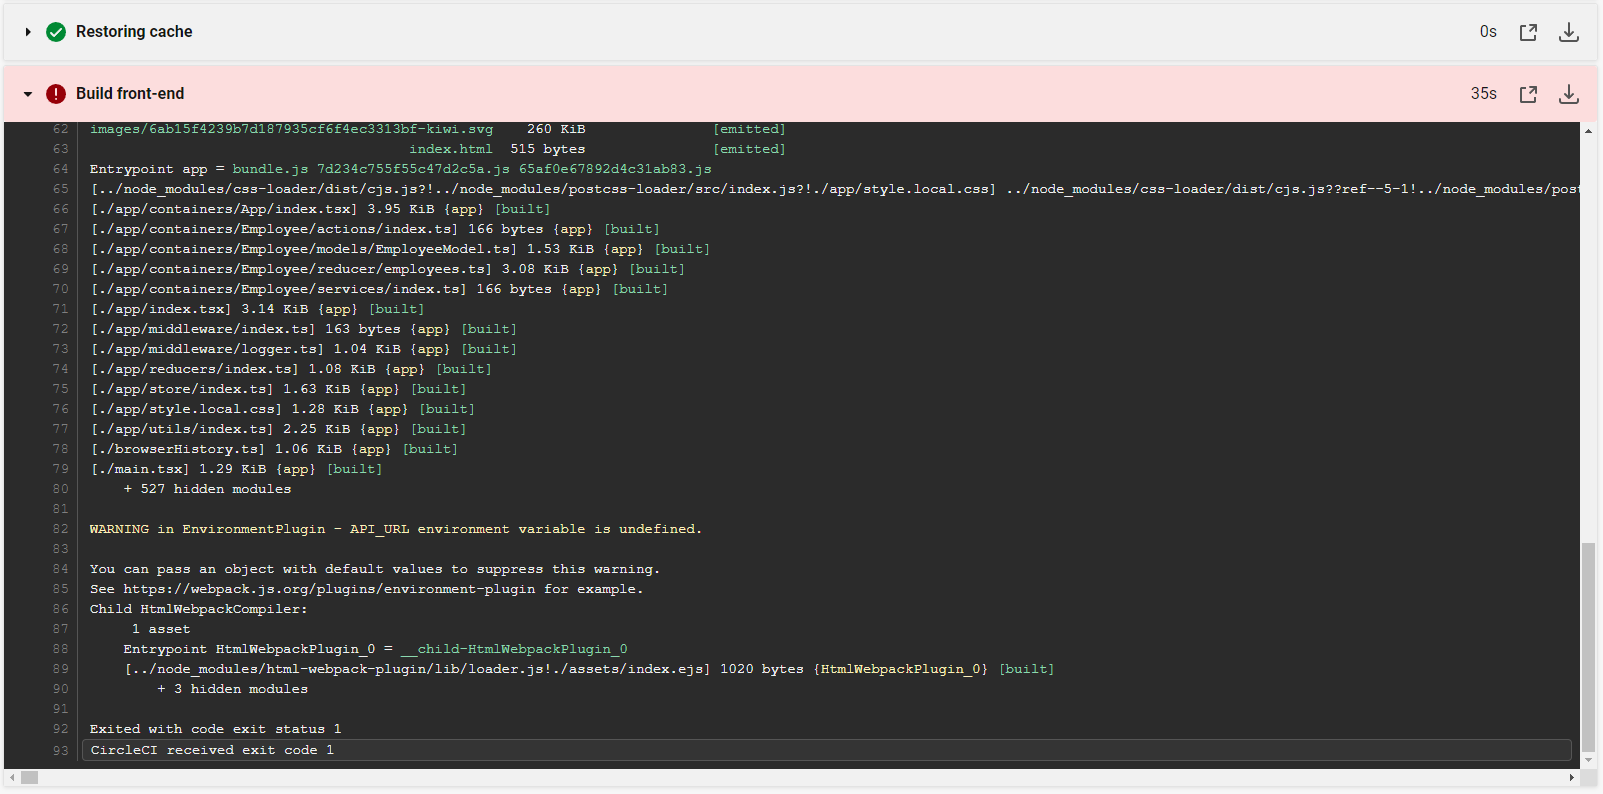 Restoring cache 0s
Build front-end 35s
62 images/6ab15f4239b7d187935cf6f4ec3313bf-kiwi.svg 260 KiB [emitted]
63 index.html 515 bytes [emitted]
64 Entrypoint app = bundle.js 7d234c755f55c47d2c5a.js 65af0e67892d4c31ab83.js
65 [../node_modules/css-loader/dist/cjs.js?!../node_modules/postcss-loader/src/index.js?!./app/style.local.css] ../node_modules/css-loader/dist/cjs.js??ref--5-1!../node_modules/post
66 [./app/containers/App/index.tsx] 3.95 KiB {app} [built]
67 [./app/containers/Employee/actions/index.ts] 166 bytes {app} [built]
68 [./app/containers/Employee/models/EmployeeModel.ts] 1.53 KiB {app} [built]
69 [./app/containers/Employee/reducer/employees.ts] 3.08 KiB {app} [built]
70 [./app/containers/Employee/services/index.ts] 166 bytes {app} [built]
71 [./app/index.tsx] 3.14 KiB {app} [built]
72 [./app/middleware/index.ts] 163 bytes {app} [built]
73 [./app/middleware/logger.ts] 1.04 KiB {app} [built]
74 [./app/reducers/index.ts] 1.08 KiB {app} [built]
75 [./app/store/index.ts] 1.63 KiB {app} [built]
76 [./app/style.local.css] 1.28 KiB {app} [built]
77 [./app/utils/index.ts] 2.25 KiB {app} [built]
78 [./browserHistory.ts] 1.06 KiB {app} [built]
79 [./main.tsx] 1.29 KiB {app} [built]
80 + 527 hidden modules
81
82 WARNING in EnvironmentPlugin - API_URL environment variable is undefined.
83
84 You can pass an object with default values to suppress this warning.
85 See https://webpack.js.org/plugins/environment-plugin for example.
86 Child HtmlWebpackCompiler:
87 1 asset
88 Entrypoint HtmlWebpackPlugin_0 = __child-HtmlWebpackPlugin_0
89 [../node_modules/html-webpack-plugin/lib/loader.js!./assets/index.ejs] 1020 bytes {HtmlWebpackPlugin_0} [built]
90 + 3 hidden modules
91
92 Exited with code exit status 1
93 CircleCI received exit code 1